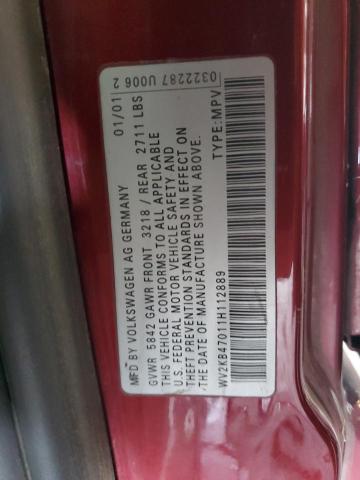 0322287 U006 2
MFD BY VOLKSWAGEN AG GERMANY 01/01
GVWR 5842 GAWR FRONT 3218 / REAR 2711 LBS
THIS VEHICLE CONFORMS TO ALL APPLICABLE
U.S. FEDERAL MOTOR VEHICLE SAFETY AND
THEFT PREVENTION STANDARDS IN EFFECT ON
THE DATE OF MANUFACTURE SHOWN ABOVE.
WV2KB47011H112889 TYPE: MPV